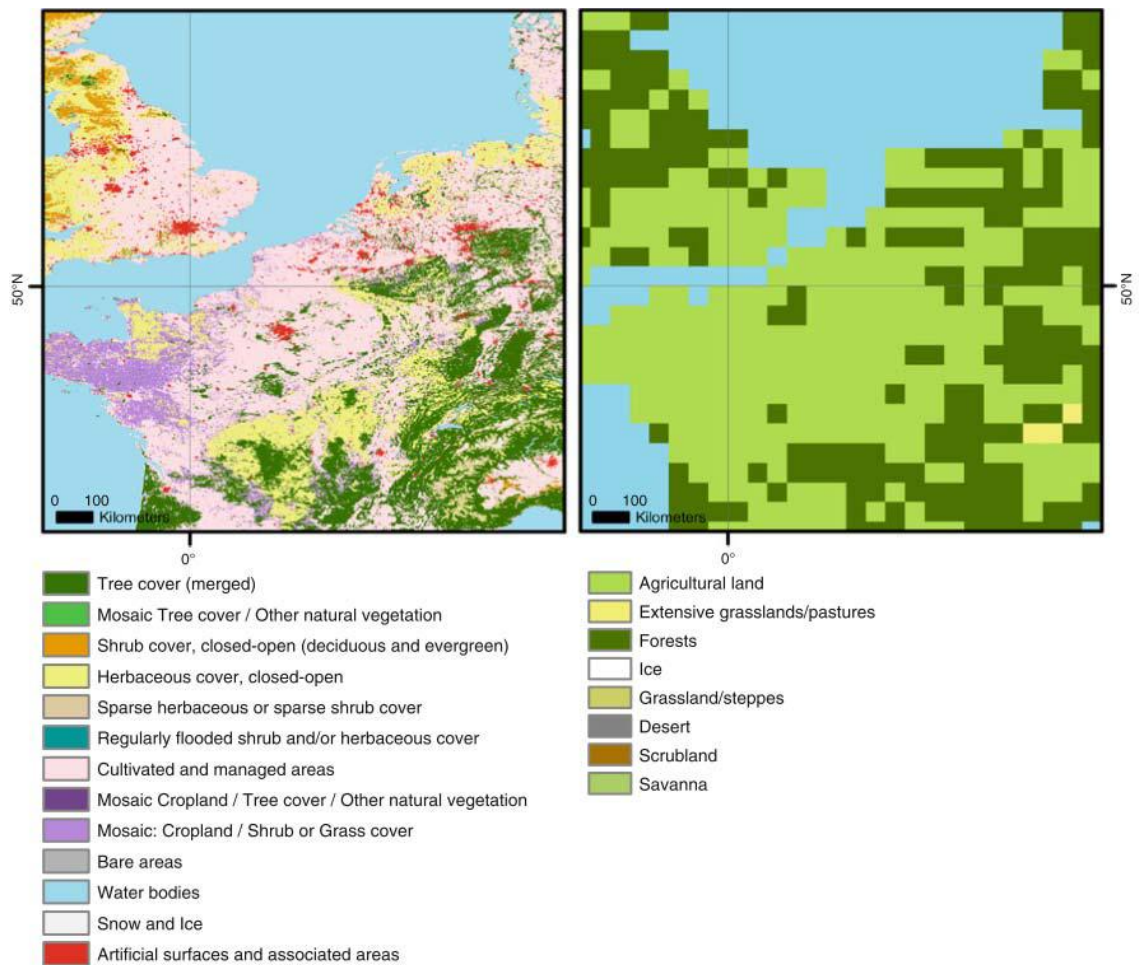 50°N
50°N
0 100
Kilometers
0 100
Kilometers
0°
0°
Tree cover (merged)
Mosaic Tree cover / Other natural vegetation
Shrub cover, closed-open (deciduous and evergreen)
Herbaceous cover, closed-open
Sparse herbaceous or sparse shrub cover
Regularly flooded shrub and/or herbaceous cover
Cultivated and managed areas
Mosaic Cropland / Tree cover / Other natural vegetation
Mosaic: Cropland / Shrub or Grass cover
Bare areas
Water bodies
Snow and Ice
Artificial surfaces and associated areas
Agricultural land
Extensive grasslands/pastures
Forests
Ice
Grassland/steppes
Desert
Scrubland
Savanna